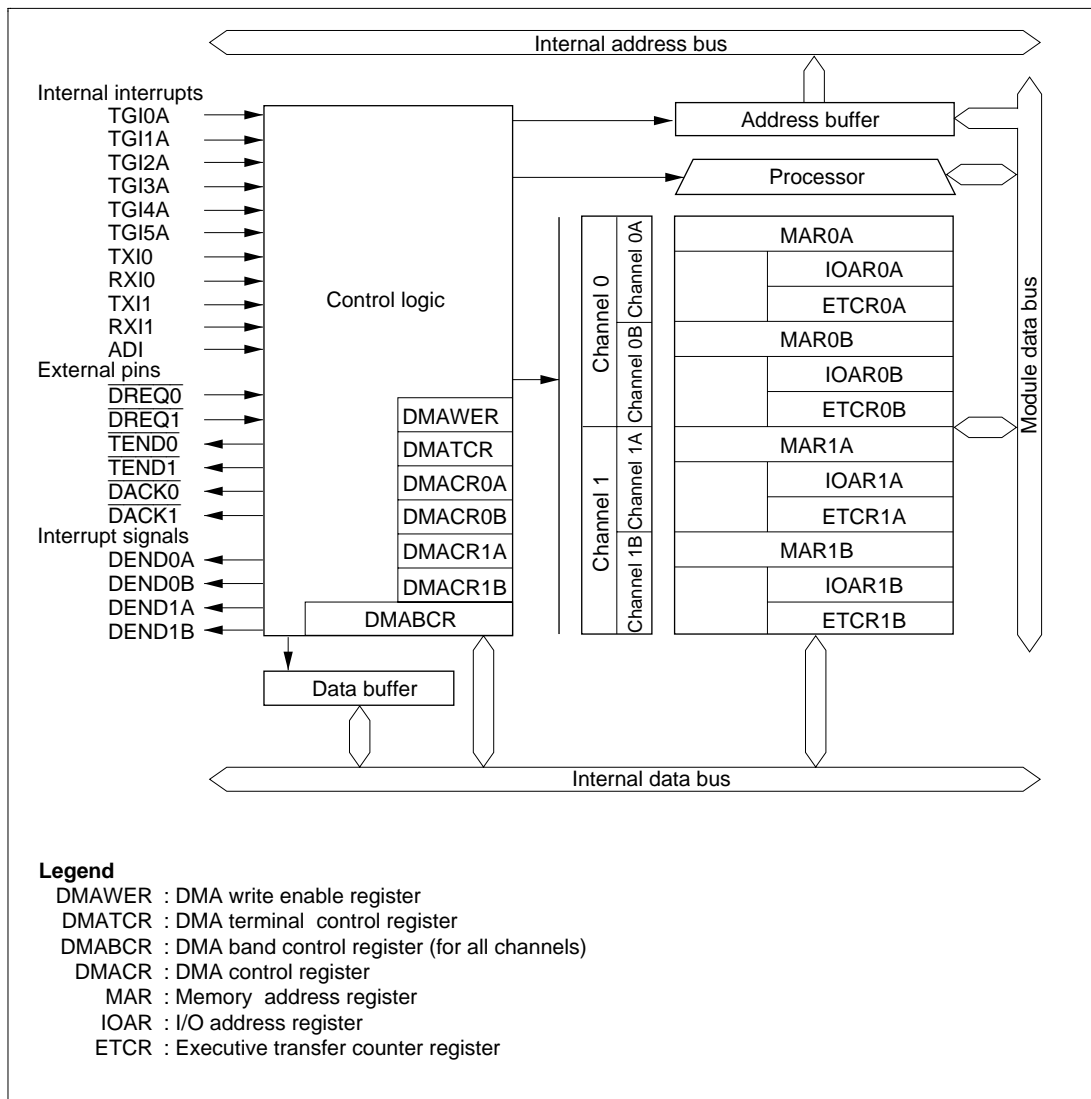 Internal address bus
Internal interrupts
TGI0A
TGI1A
TGI2A
TGI3A
TGI4A
TGI5A
TXI0
RXI0
TXI1
RXI1
ADI
External pins
DREQ0
DREQ1
TEND0
TEND1
DACK0
DACK1
Interrupt signals
DEND0A
DEND0B
DEND1A
DEND1B
Control logic
DMAWER
DMATCR
DMACR0A
DMACR0B
DMACR1A
DMACR1B
DMABCR
Data buffer
Address buffer
Processor
Channel 0
Channel 0A
Channel 0B
Channel 1
Channel 1A
Channel 1B
MAR0A
IOAR0A
ETCR0A
MAR0B
IOAR0B
ETCR0B
MAR1A
IOAR1A
ETCR1A
MAR1B
IOAR1B
ETCR1B
Module data bus
Internal data bus
Legend
DMAWER : DMA write enable register
DMATCR : DMA terminal control register
DMABCR : DMA band control register (for all channels)
DMACR : DMA control register
MAR : Memory address register
IOAR : I/O address register
ETCR : Executive transfer counter register